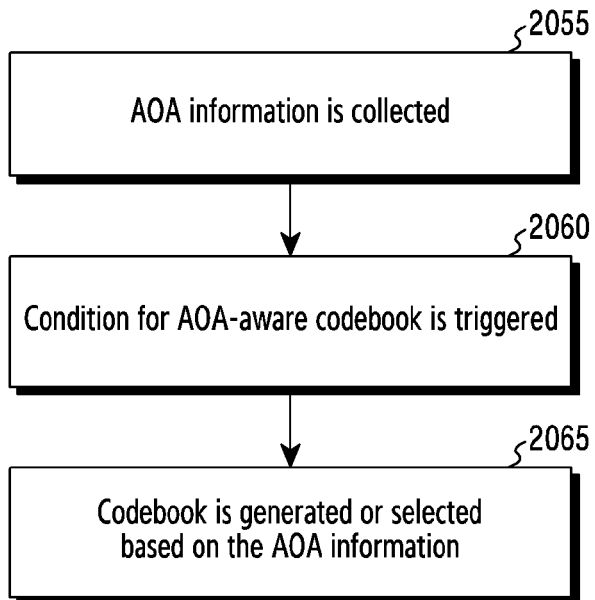 2055
AOA information is collected
2060
Condition for AOA-aware codebook is triggered
2065
Codebook is generated or selected
based on the AOA information